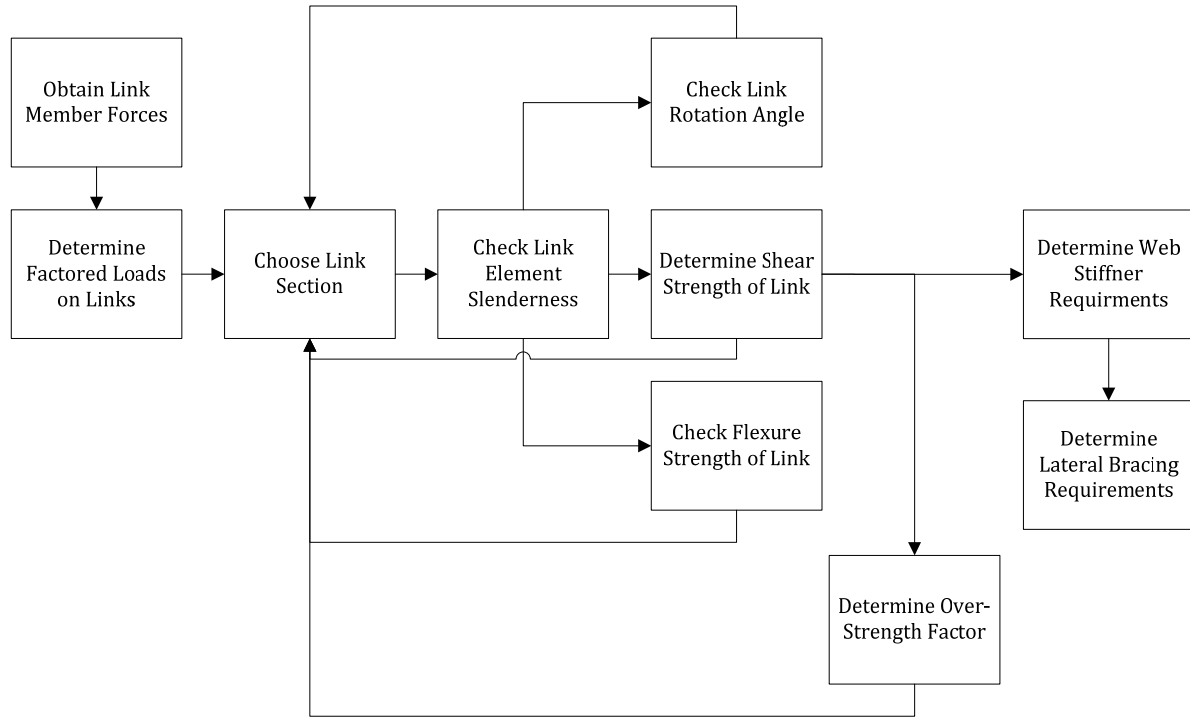 Obtain Link
Member Forces
Check Link
Rotation Angle
Determine
Factored Loads
on Links
Choose Link
Section
Check Link
Element
Slenderness
Determine Shear
Strength of Link
Determine Web
Stiffner
Requirments
Check Flexure
Strength of Link
Determine
Lateral Bracing
Requirements
Determine Over-
Strength Factor